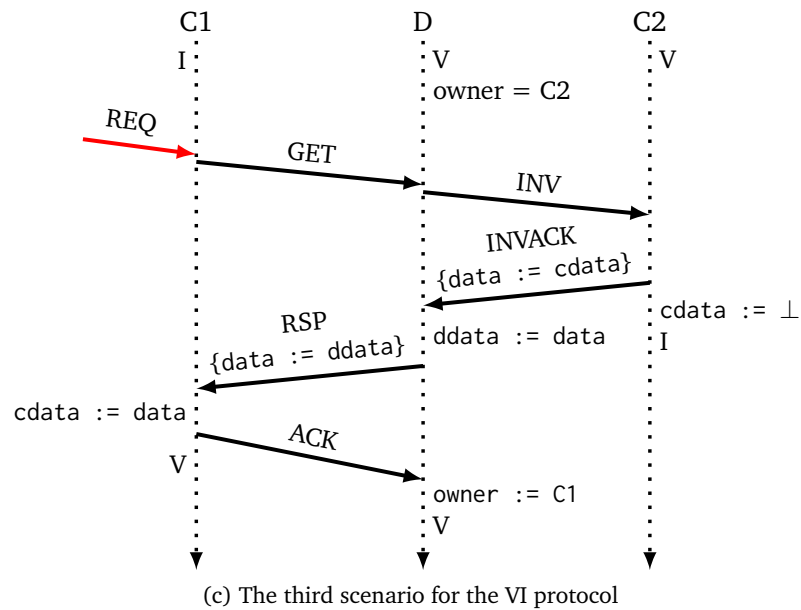 C1 D C2
I V V
owner = C2
REQ
GET
INV
INVACK
{data := cdata}
cdata := ⊥
RSP
ddata := data
I
{data := ddata}
cdata := data
ACK
V
owner := C1
V
(c) The third scenario for the VI protocol